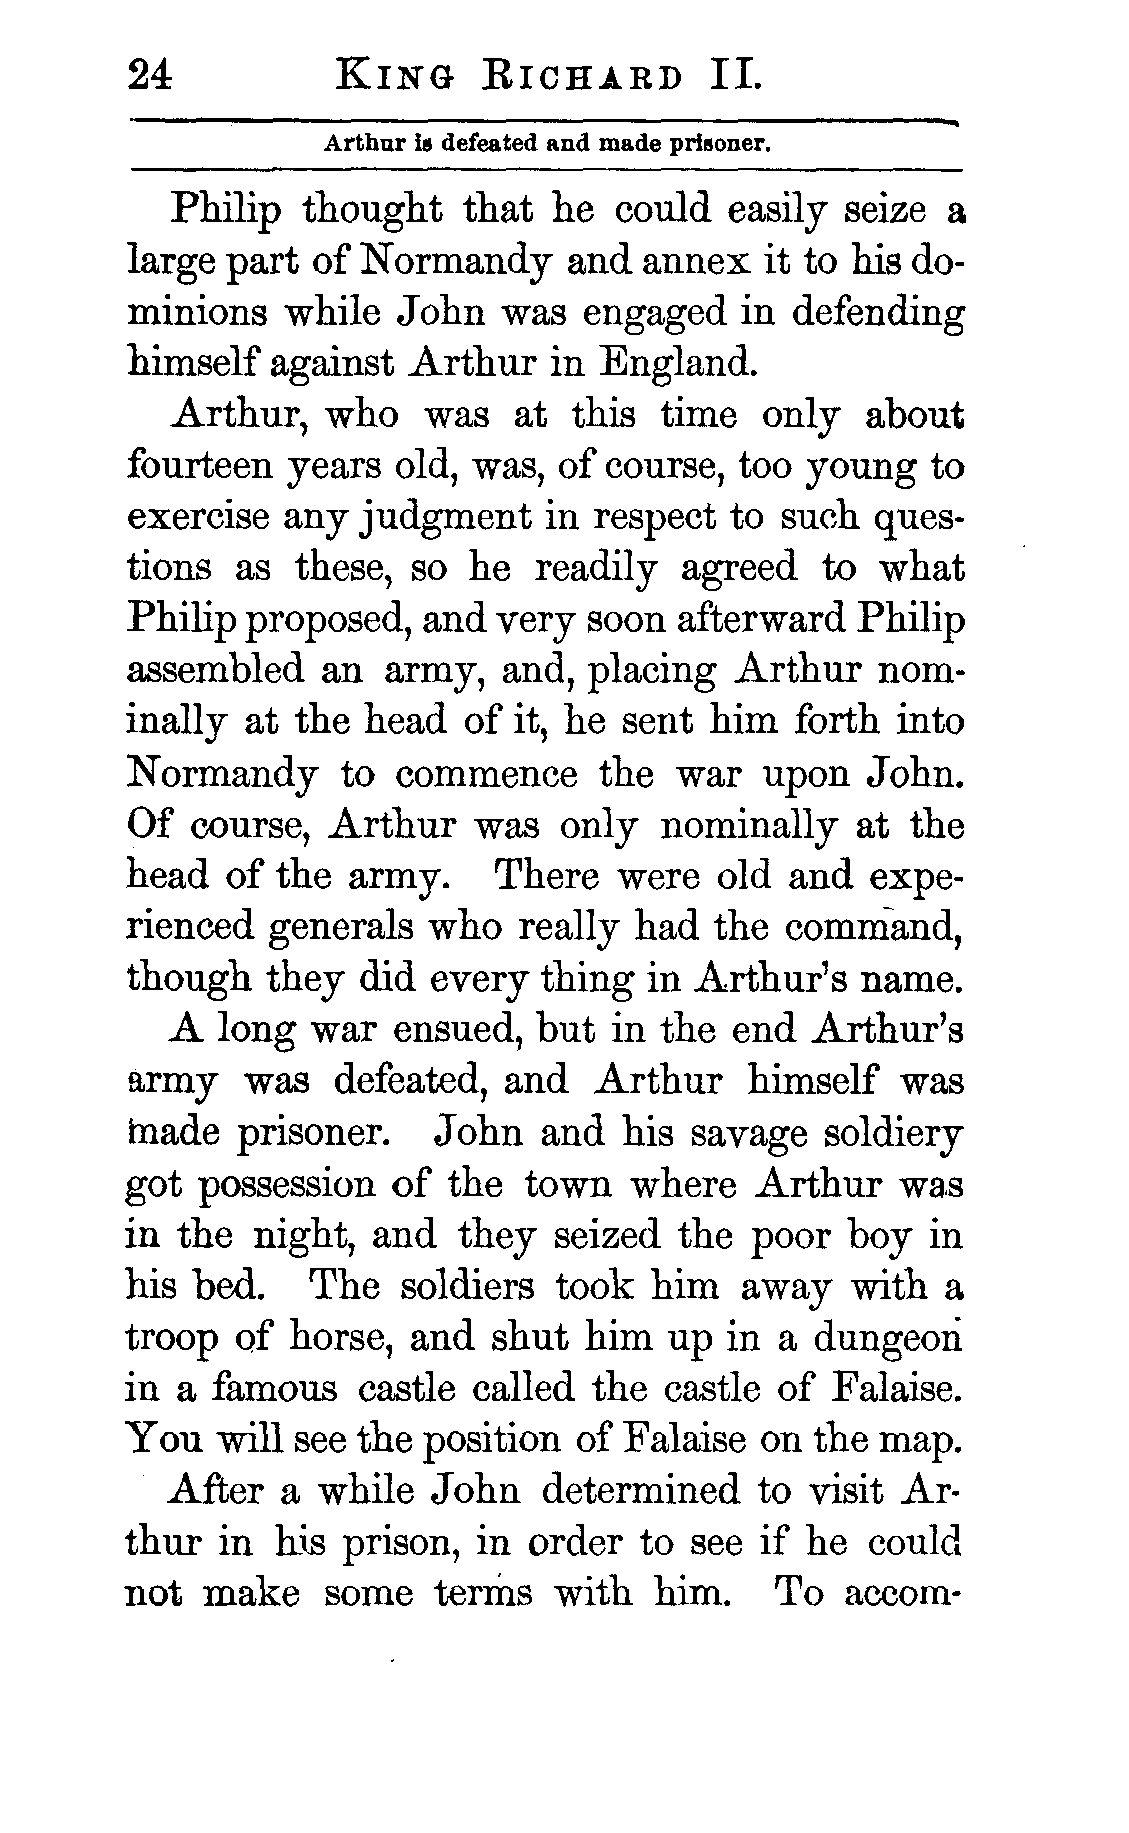 24 KING RICHARD II.
Arthur is defeated and made prisoner.
Philip thought that he could easily seize a
large part of Normandy and annex it to his do-
minions while John was engaged in defending
himself against Arthur in England.
Arthur, who was at this time only about
fourteen years old, was, of course, too young to
exercise any judgment in respect to such ques-
tions as these, so he readily agreed to what
Philip proposed, and very soon afterward Philip
assembled an army, and, placing Arthur nom-
inally at the head of it, he sent him forth into
Normandy to commence the war upon John.
Of course, Arthur was only nominally at the
head of the army. There were old and expe-
rienced generals who really had the command,
though they did every thing in Arthur's name.
A long war ensued, but in the end Arthur's
army was defeated, and Arthur himself was
made prisoner. John and his savage soldiery
got possession of the town where Arthur was
in the night, and they seized the poor boy in
his bed. The soldiers took him away with a
troop of horse, and shut him up in a dungeon
in a famous castle called the castle of Falaise.
You will see the position of Falaise on the map.
After a while John determined to visit Ar-
thur in his prison, in order to see if he could
not make some terms with him. To accom-